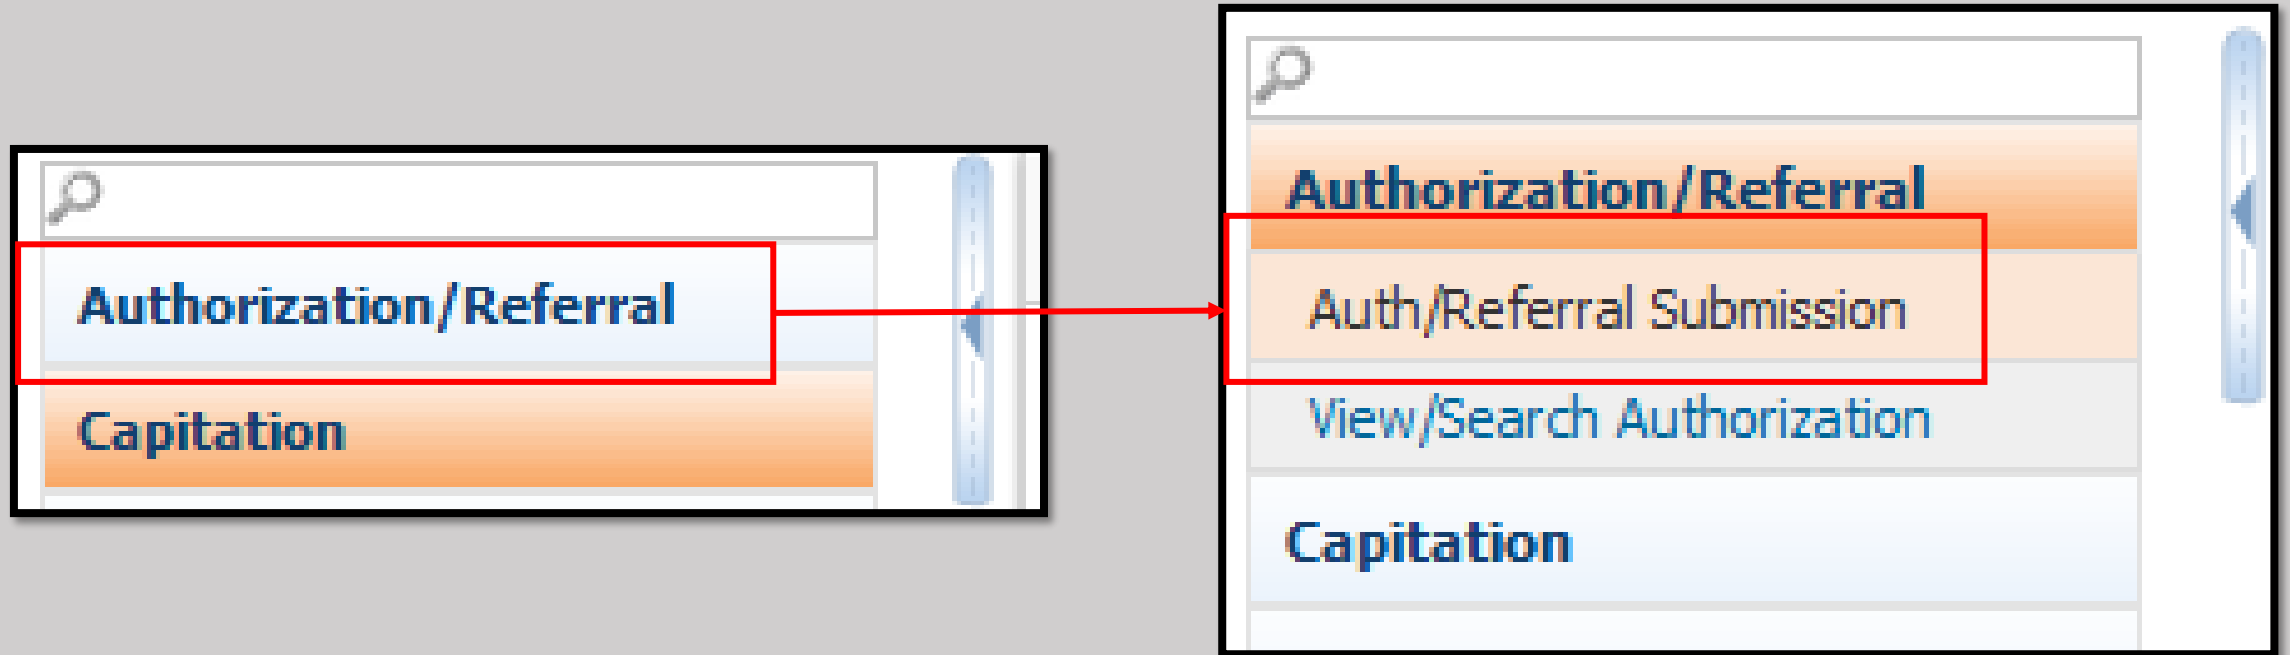 Authorization/Referral
Capitation
Authorization/Referral
Auth/Referral Submission
View/Search Authorization
Capitation